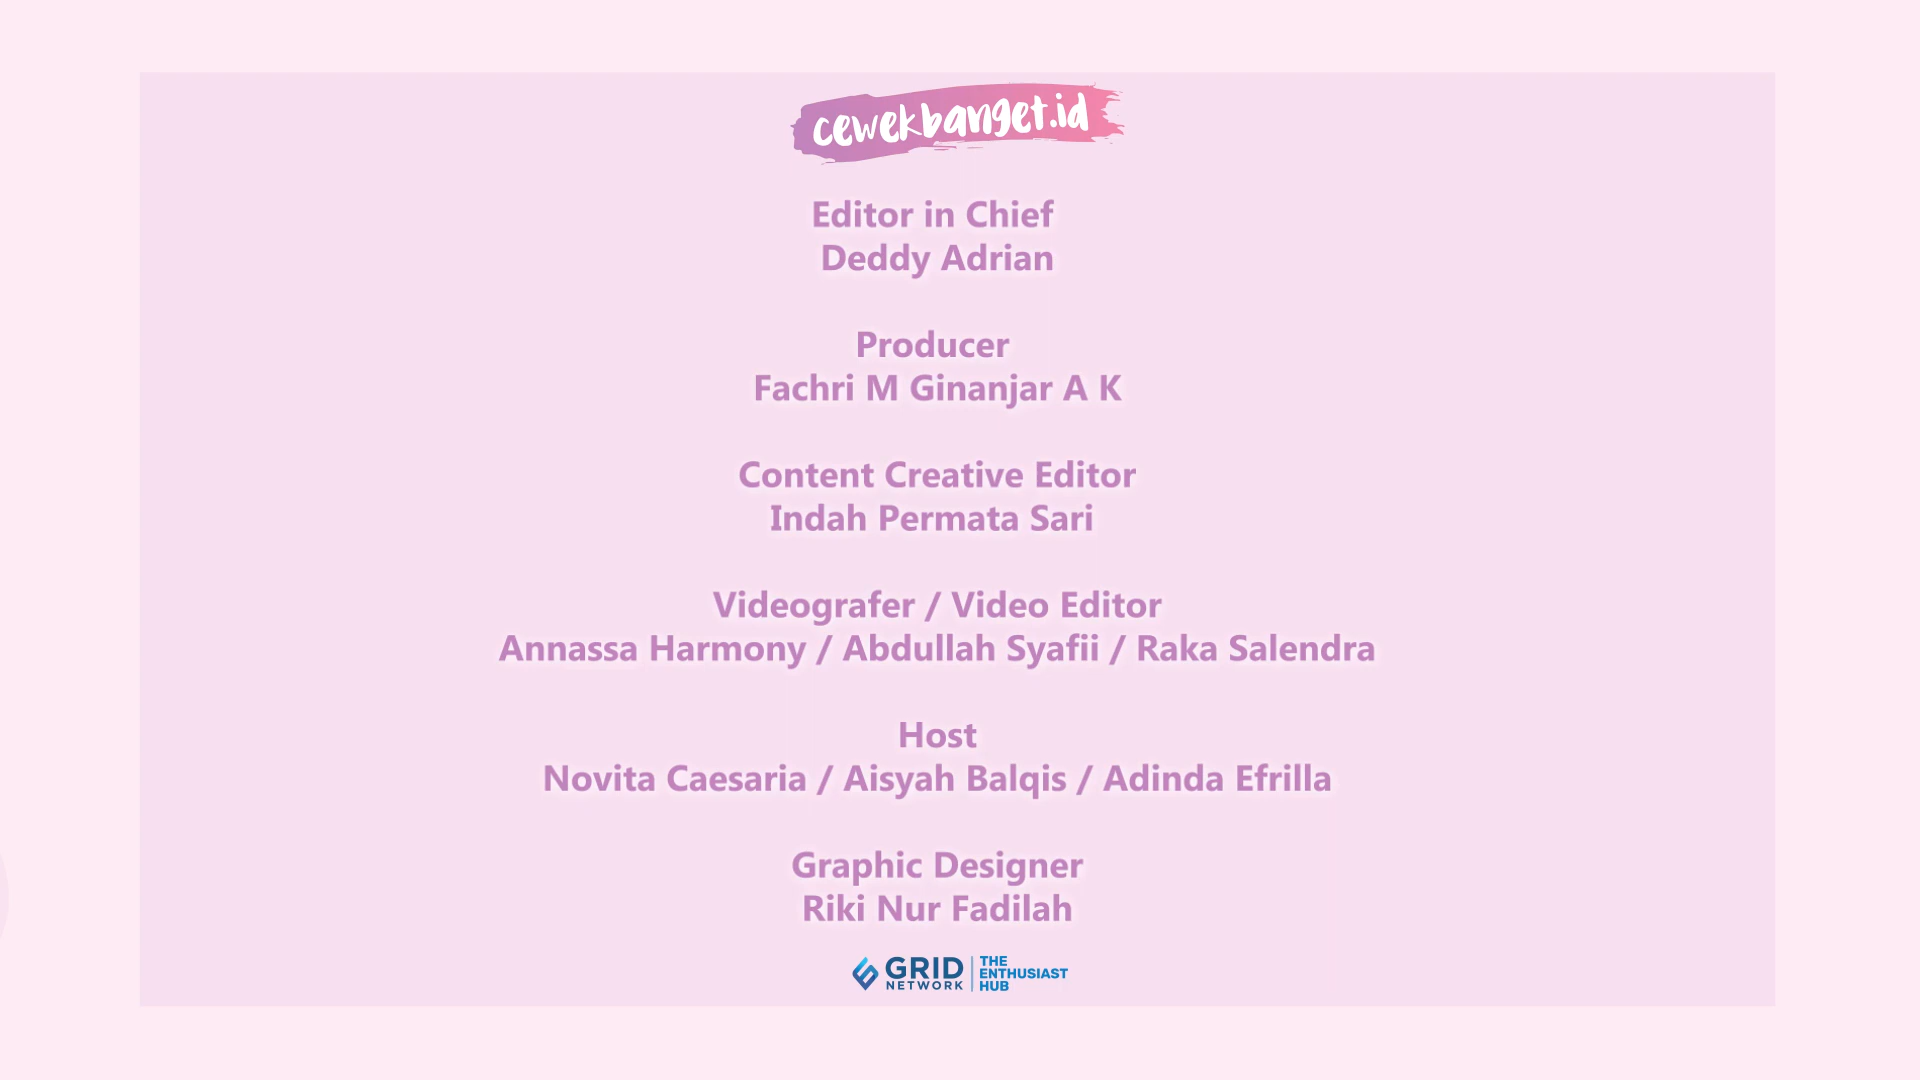 cewekbanget.id
Editor in Chief
Deddy Adrian
Producer
Fachri M Ginanjar A K
Content Creative Editor
Indah Permata Sari
Videografer / Video Editor
Annassa Harmony / Abdullah Syafii / Raka Salendra
Host
Novita Caesaria / Aisyah Balqis / Adinda Efrilla
Graphic Designer
Riki Nur Fadilah
GRID
NETWORK
THE
ENTHUSIAST
HUB